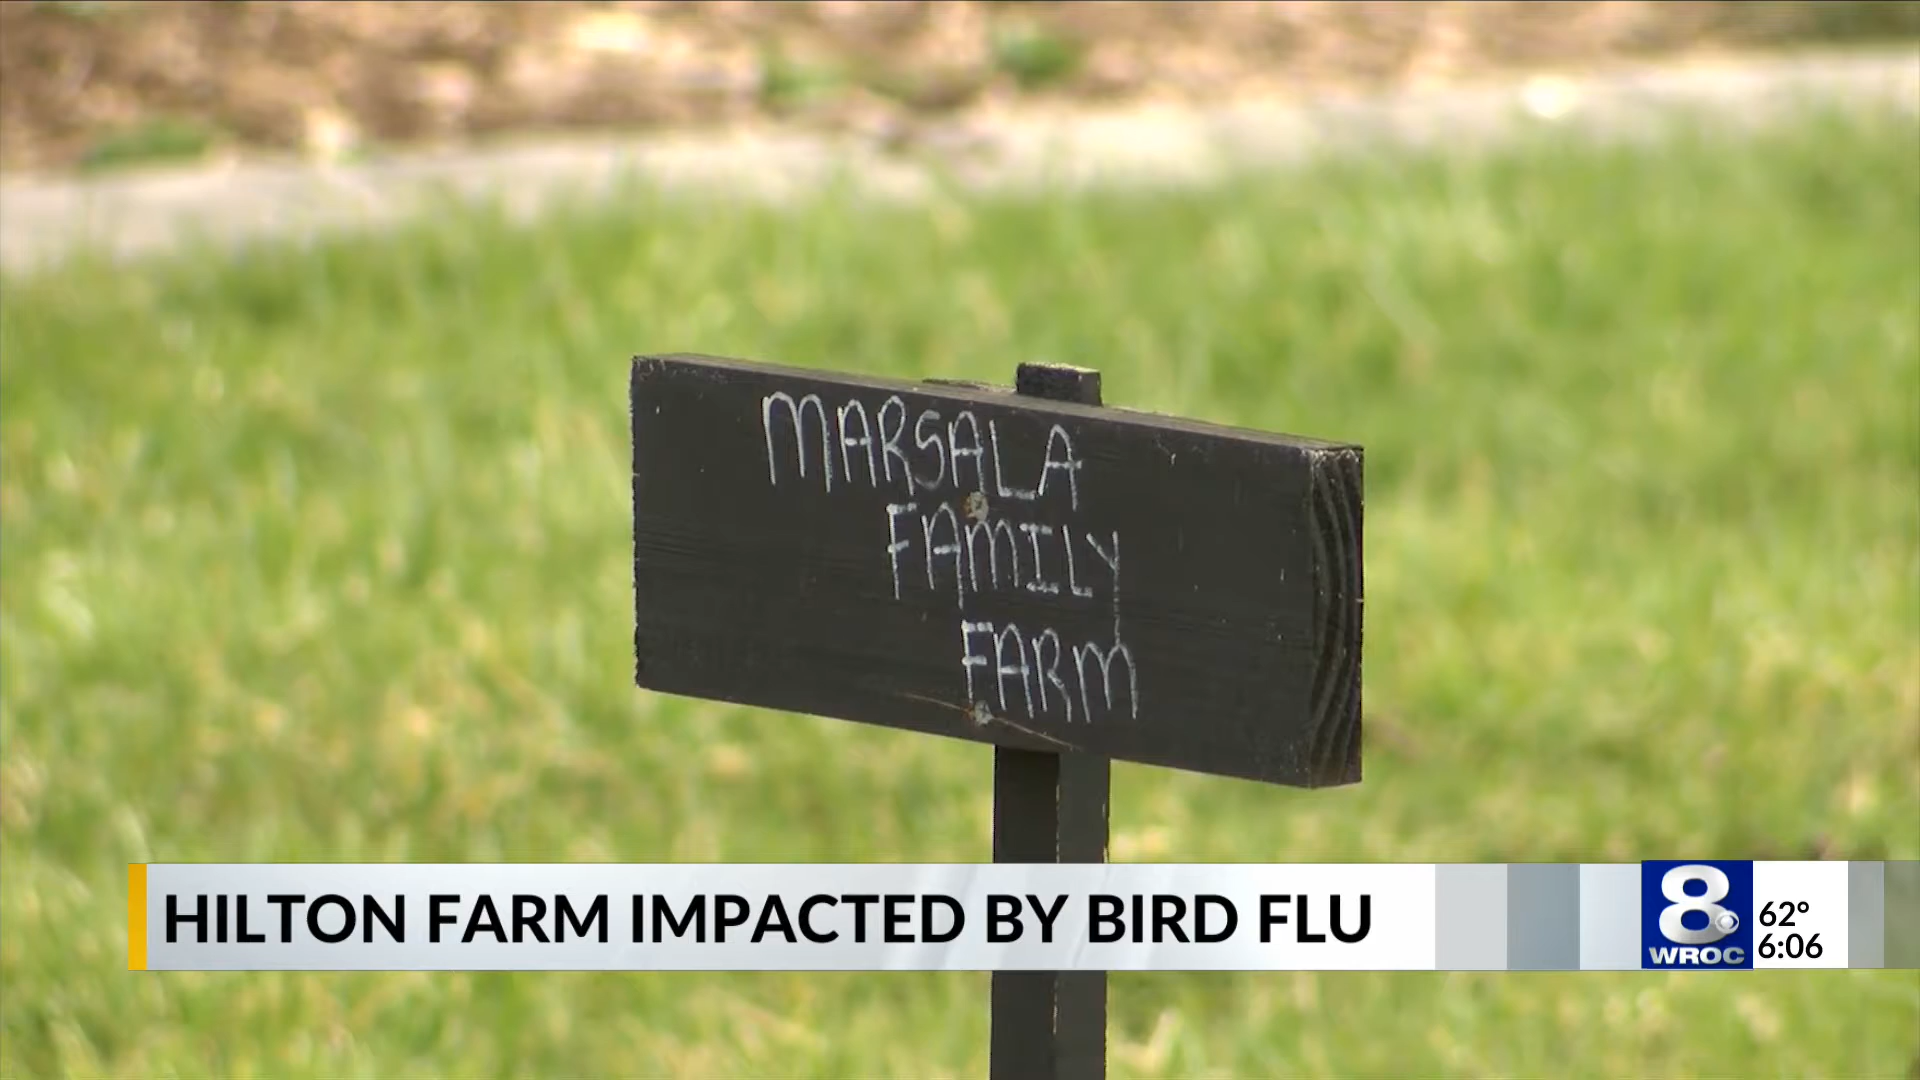 MARSALA
FAMILY
FARM
HILTON FARM IMPACTED BY BIRD FLU
8
WROC
62°
6:06